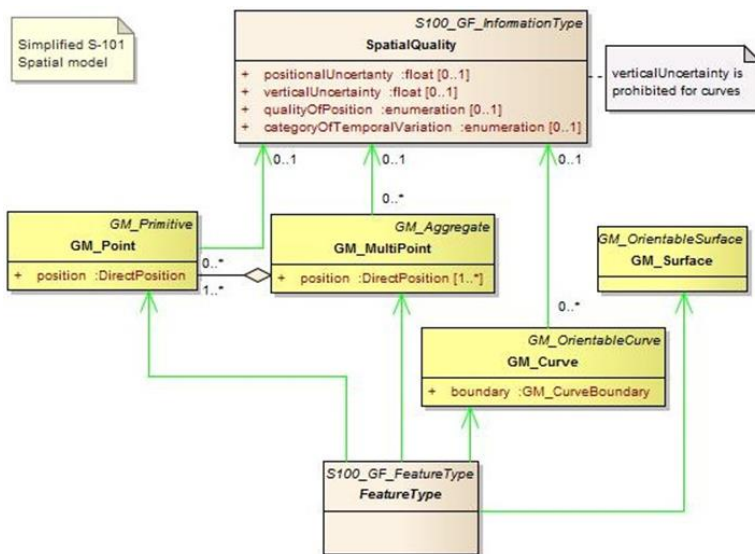 Simplified S-101
Spatial model
S100_GF_InformationType
SpatialQuality
+ positionalUncertanty :float [0..1]
+ verticalUncertainty :float [0..1]
+ qualityOfPosition :enumeration [0..1]
+ categoryOfTemporalVariation :enumeration [0..1]
verticalUncertainty is
prohibited for curves
0..1
0..1
0..1
0..*
GM_Primitive
GM_Point
+ position :DirectPosition
0..*
1..*
GM_Aggregate
GM_MultiPoint
+ position :DirectPosition [1..*]
GM_OrientableSurface
GM_Surface
0..*
GM_OrientableCurve
GM_Curve
+ boundary :GM_CurveBoundary
S100_GF_FeatureType
FeatureType